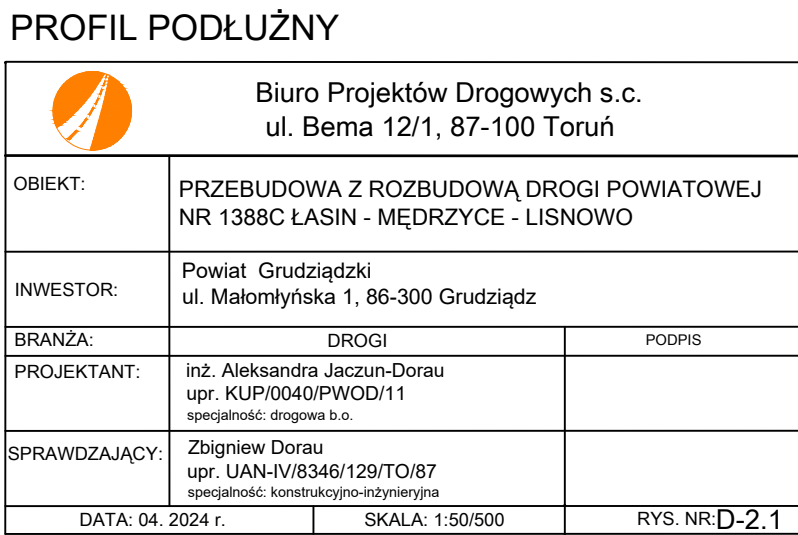 PROFIL PODŁUŻNY
Biuro Projektów Drogowych s.c.
ul. Bema 12/1, 87-100 Toruń
OBIEKT:
PRZEBUDOWA Z ROZBUDOWĄ DROGI POWIATOWEJ
NR 1388C ŁASIN - MĘDRZYCE - LISNOWO
INWESTOR:
Powiat Grudziądzki
ul. Małomłyńska 1, 86-300 Grudziądz
BRANŻA:
DROGI
PODPIS
PROJEKTANT:
inż. Aleksandra Jaczun-Dorau
upr. KUP/0040/PWOD/11
specjalność: drogowa b.o.
SPRAWDZAJĄCY:
Zbigniew Dorau
upr. UAN-IV/8346/129/TO/87
specjalność: konstrukcyjno-inżynieryjna
DATA: 04. 2024 r.
SKALA: 1:50/500
RYS. NR:D-2.1